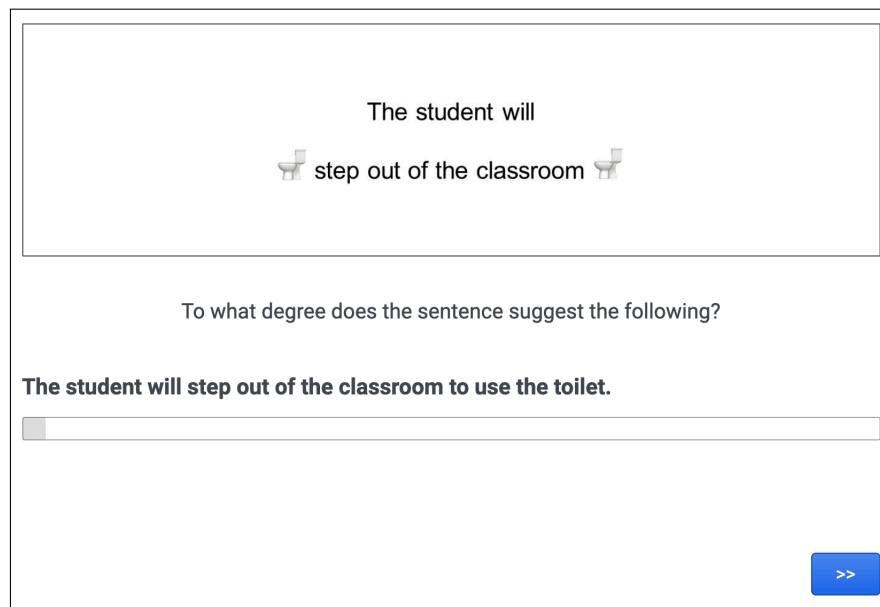 The student will
🚽 step out of the classroom 🚽
To what degree does the sentence suggest the following?
The student will step out of the classroom to use the toilet.
>>